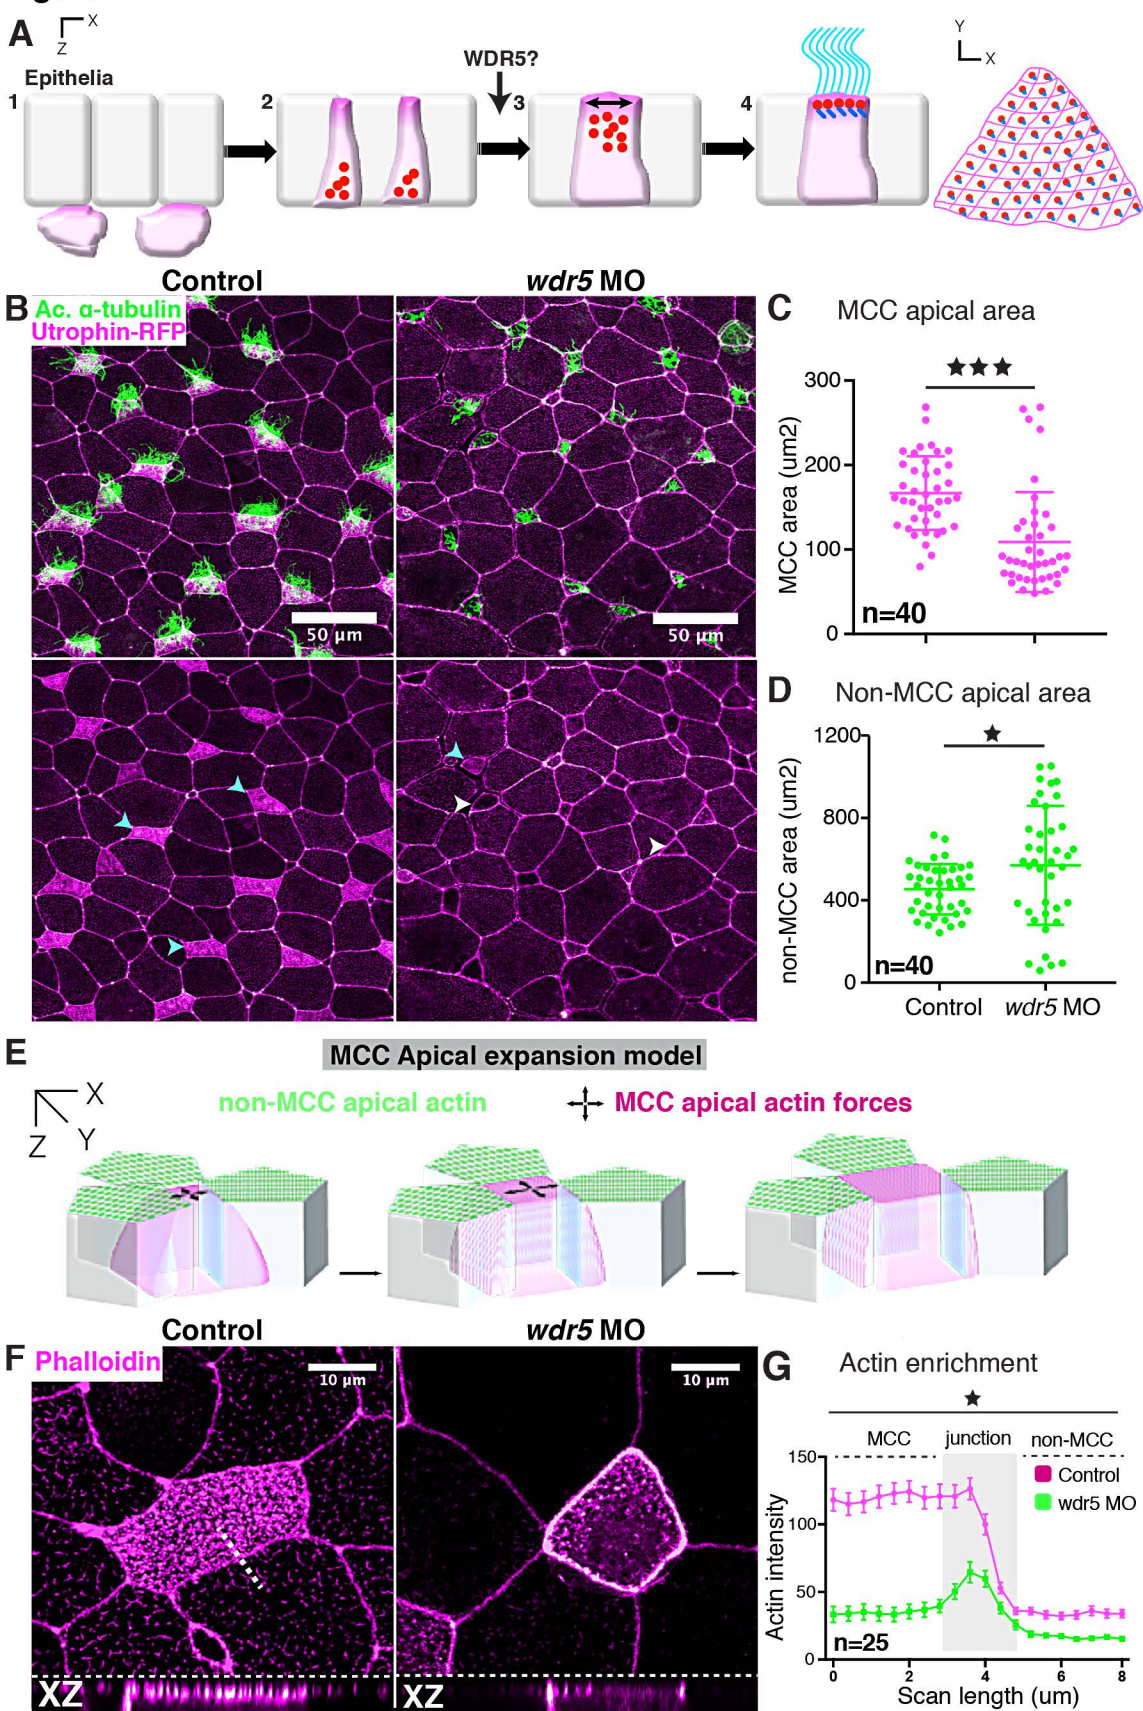 A
X
Z
Epithelia
1
2
WDR5?
3
4
Y
X
Control
wdr5 MO
B
Ac. α-tubulin
Utrophin-RFP
50 µm
50 µm
C
MCC apical area
★★★
MCC area (um2)
300
200
100
0
n=40
D
Non-MCC apical area
★
non-MCC area (um2)
1200
800
400
0
n=40
Control
wdr5 MO
E
MCC Apical expansion model
X
Y
Z
non-MCC apical actin
MCC apical actin forces
Control
wdr5 MO
F
Phalloidin
10 µm
10 µm
XZ
XZ
G
Actin enrichment
★
MCC
junction
non-MCC
Control
wdr5 MO
Actin intensity
150
100
50
0
n=25
0 2 4 6 8
Scan length (um)